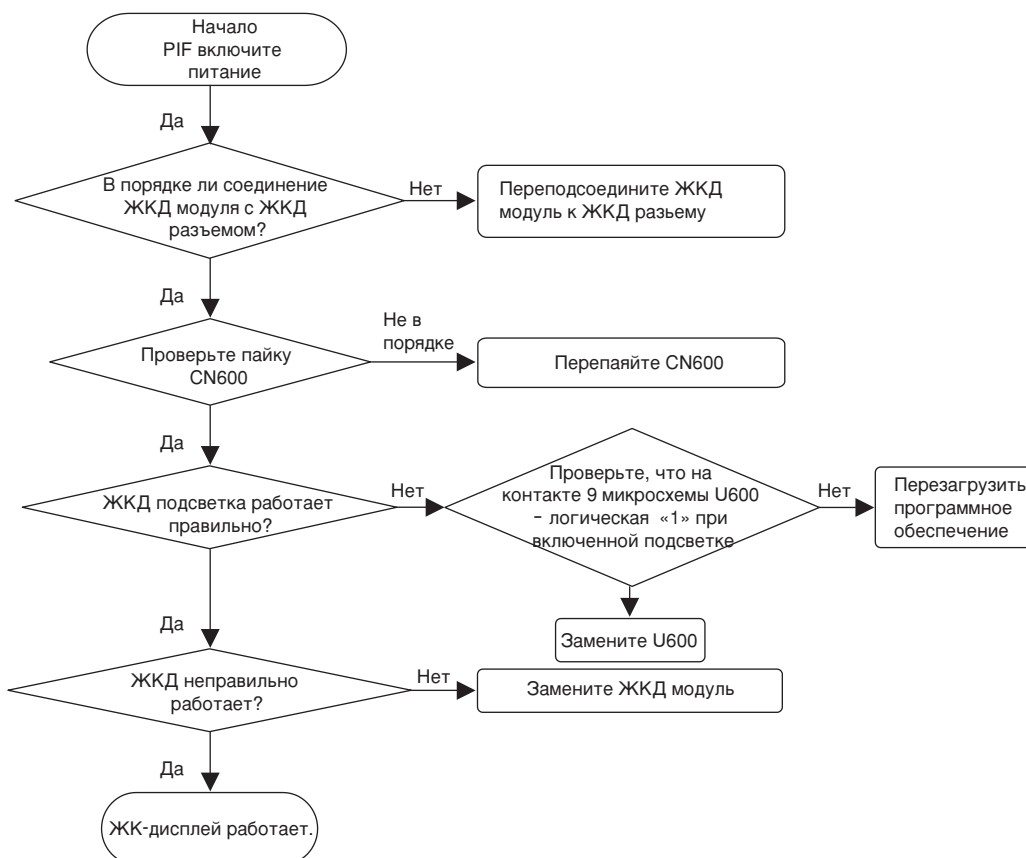 Начало
PIF включите
питание
Да
В порядке ли соединение
ЖКД модуля с ЖКД
разъемом?
Нет
Переподсоедините ЖКД
модуль к ЖКД разьему
Да
Проверьте пайку
CN600
Не в
порядке
Перепаяйте CN600
Да
ЖКД подсветка работает
правильно?
Нет
Проверьте, что на
контакте 9 микросхемы U600
– логическая «1» при
включенной подсветке
Нет
Перезагрузить
программное
обеспечение
Замените U600
Да
ЖКД неправильно
работает?
Нет
Замените ЖКД модуль
Да
ЖК-дисплей работает.